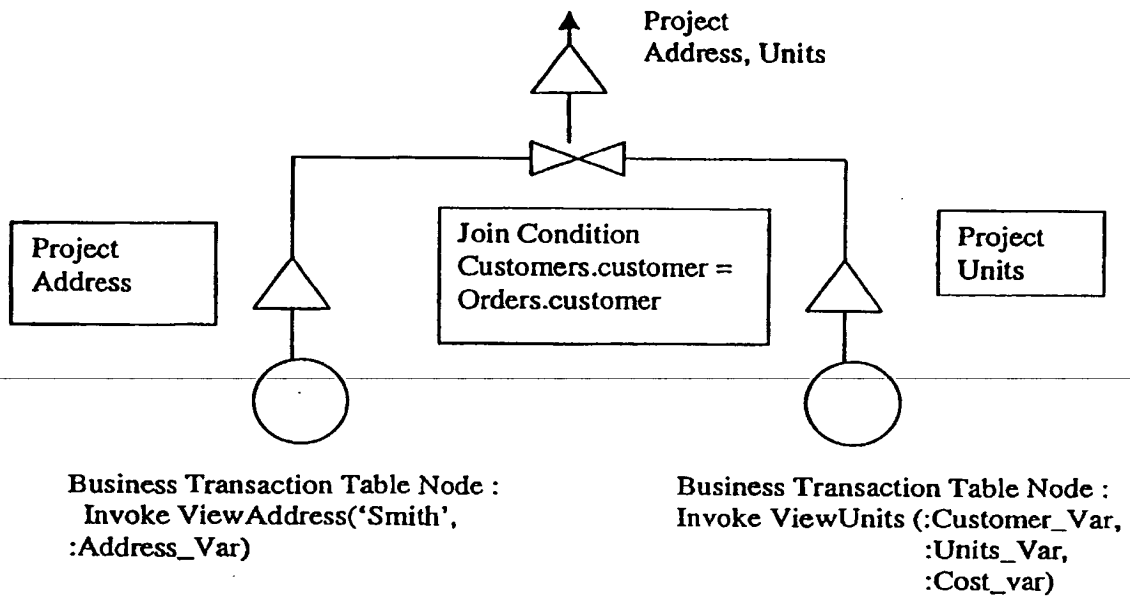 Project
Address, Units
Project
Address
Join Condition
Customers.customer =
Orders.customer
Project
Units
Business Transaction Table Node :
Invoke ViewAddress(‘Smith’,
:Address_Var)
Business Transaction Table Node :
Invoke ViewUnits (:Customer_Var,
:Units_Var,
:Cost_var)